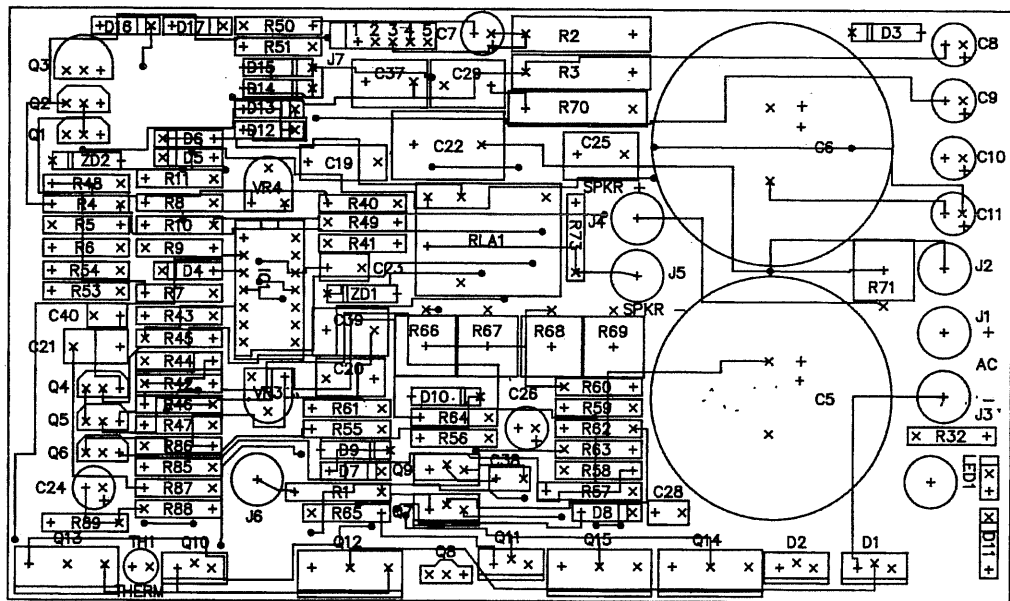 D18 D17 R50 1 2 3 4 5 C7 R2 D3 C8
R51
Q3 D15 J7 C37 C29 R3
D14
Q2 D13 R70 C9
Q1 D12
D6 C22 C25 C6
ZD2 D5 C19 C10
R48 R11 VR4 SPKR +
R4 R8 R40 C11
R5 R10 R49 R73 J4
R6 R9 R41 RLA1
R54 D4 C23 J5 J2
R53 R7 ZD1 R71
C40 R43 C39 SPKR - J1 +
C21 R45 R66 R67 R68 R69
R44 C20 AC
Q4 R42 VR3 R60
R46 R61 D10 C26 R59 C5 J3 -
Q5 R47 R55 R64 R62
Q6 R86 R56 R63 R32
R85 D9 C38 R58
C24 R87 D7 Q9 R57 LED1
R88 J6 R1 D8 C28
R89 R65 D11
Q13 TH1 Q10 Q12 Q8 Q11 Q15 Q14 D2 D1
THERM